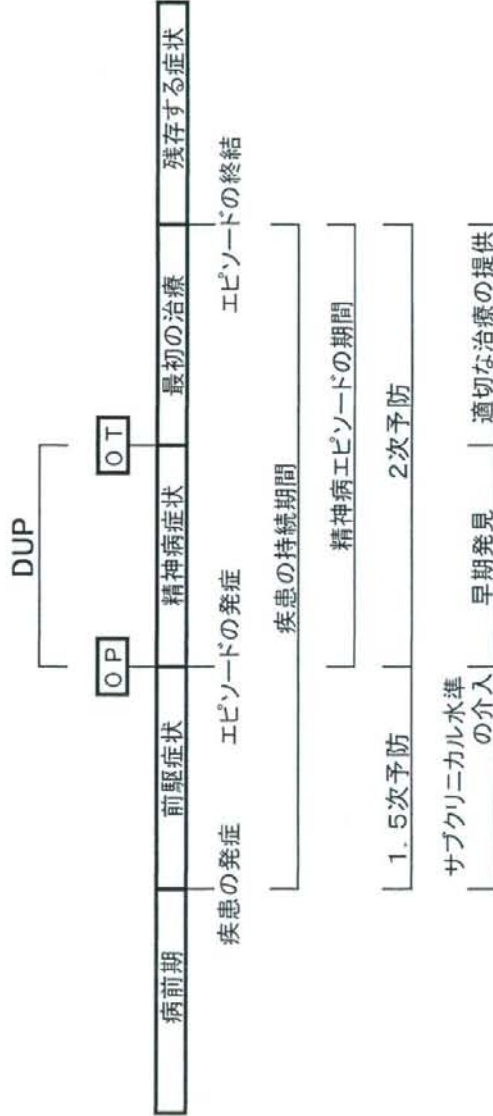 DUP
OP
OT
病前期
前駆症状
精神病症状
最初の治療
残存する症状
疾患の発症
エピソードの発症
エピソードの終結
疾患の持続期間
精神病エピソードの期間
1.5次予防
2次予防
サブクリニカル水準
の介入
早期発見
適切な治療の提供